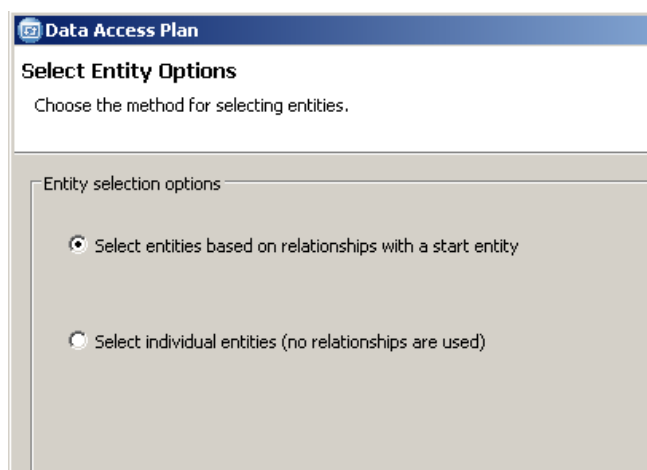 Data Access Plan
Select Entity Options
Choose the method for selecting entities.
Entity selection options
Select entities based on relationships with a start entity
Select individual entities (no relationships are used)